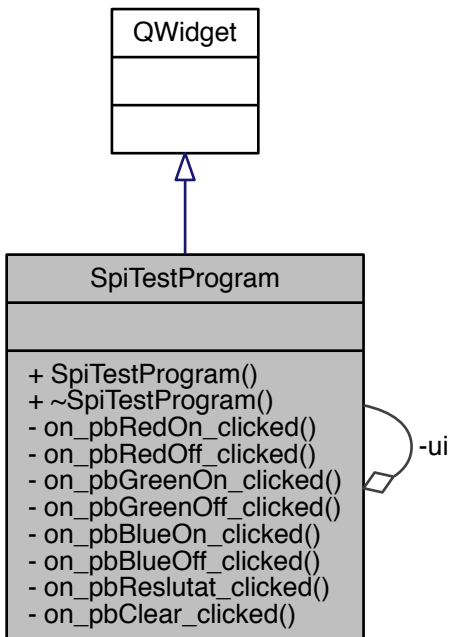 QWidget
SpiTestProgram
+ SpiTestProgram()
+ ~SpiTestProgram()
- on_pbRedOn_clicked()
- on_pbRedOff_clicked()
- on_pbGreenOn_clicked()
- on_pbGreenOff_clicked()
- on_pbBlueOn_clicked()
- on_pbBlueOff_clicked()
- on_pbReslutat_clicked()
- on_pbClear_clicked()
-ui